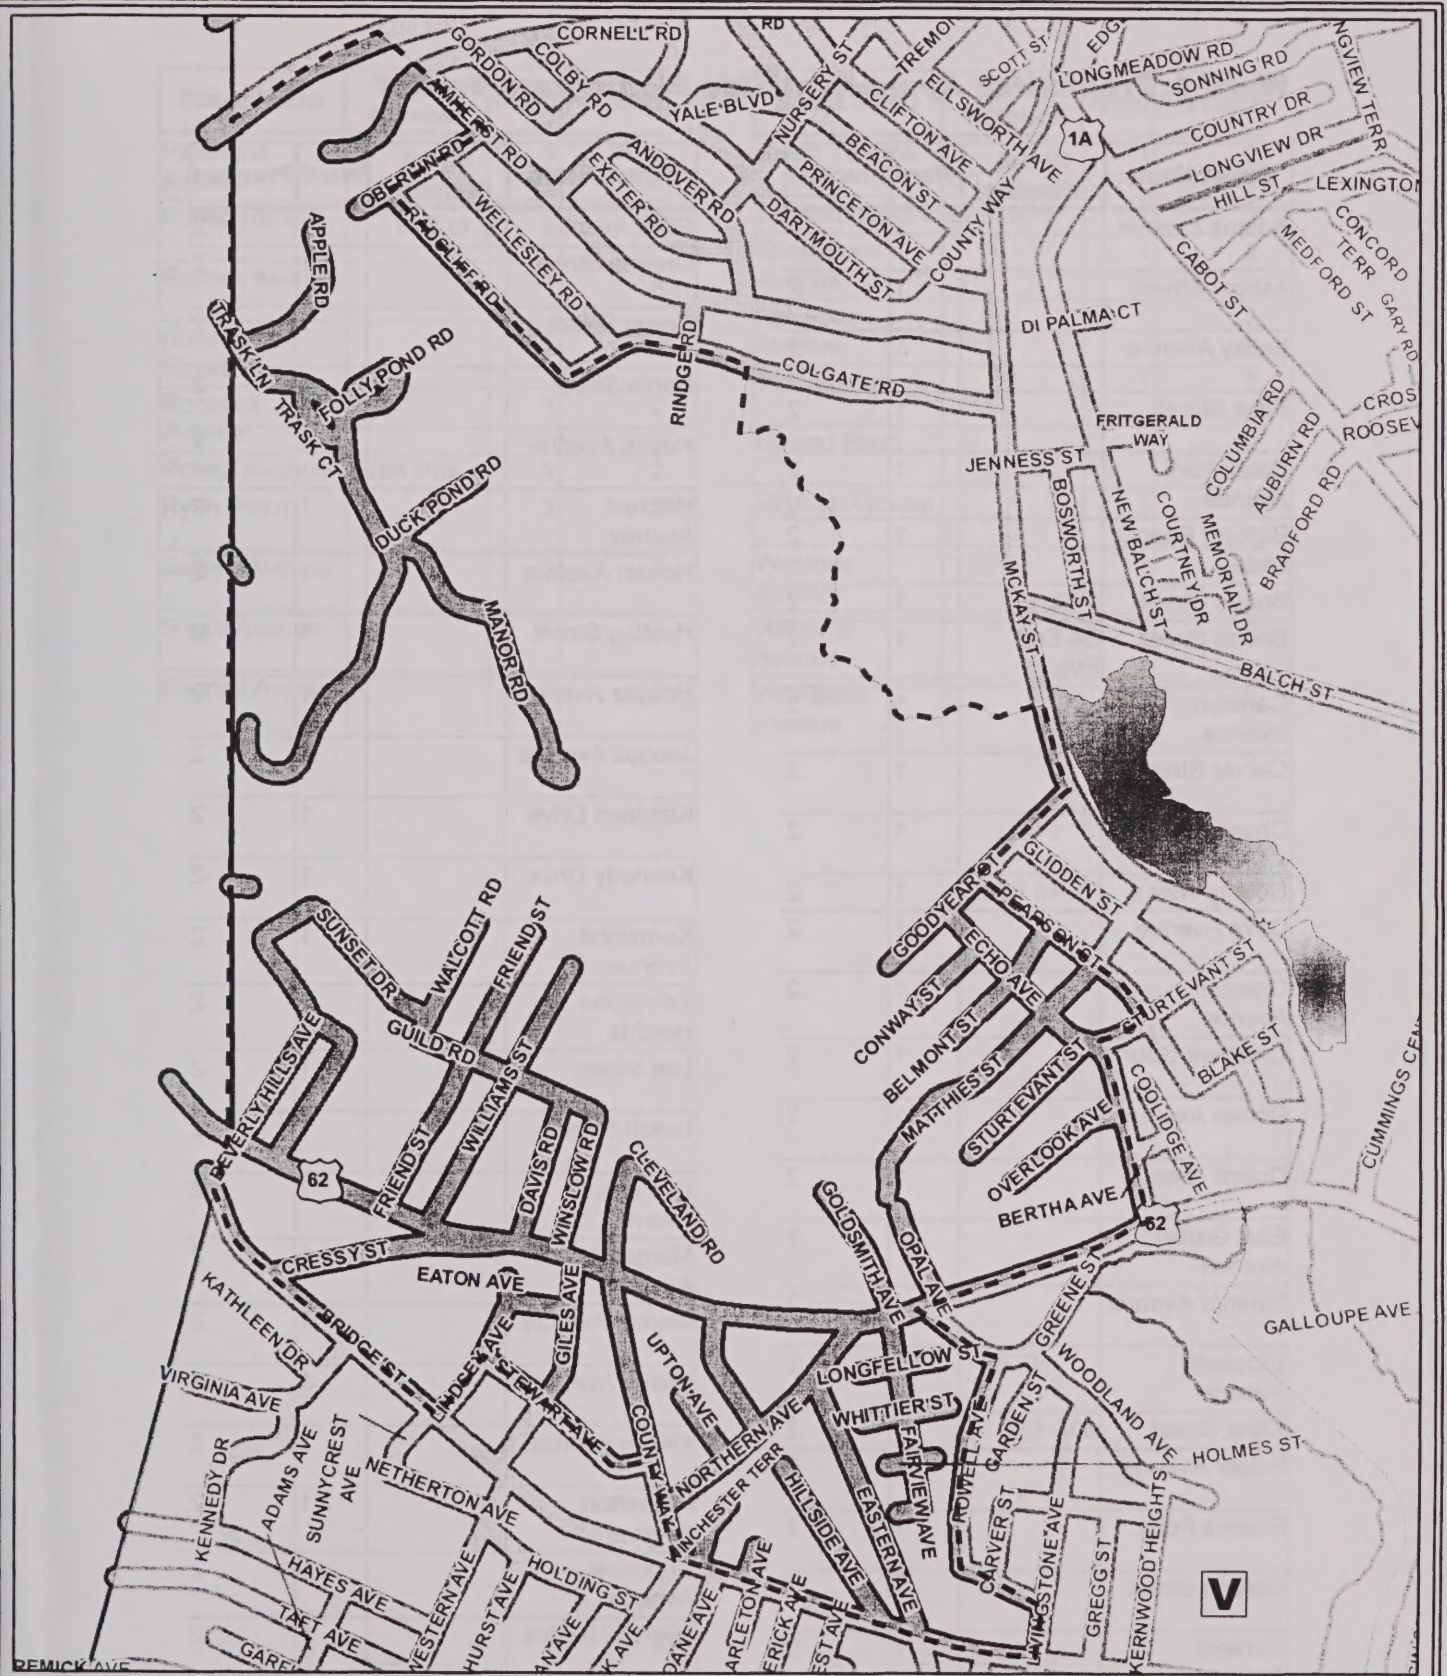 CORNELL RD
RD
GORDON RD
COLBY RD
YALE BLVD
NURSERY ST
SCOTT ST
LONGMEADOW RD
SONNING RD
CLIFTON AVE
ELLSWORTH AVE
COUNTRY DR
LONGVIEW DR
1A
AMHERST RD
OBERLIN RD
ANDOVER RD
EXETER RD
BEACON ST
PRINCETON AVE
DARTMOUTH ST
COUNTY WAY
HILL ST
CONCORD
TERR
MEDFORD ST
GARY RD
CABOT ST
WELLESLEY RD
RADCLIFF RD
APPLE RD
TRASK LN
FOLLY POND RD
TRASK CT
RINDGE RD
COLGATE RD
DI PALMA CT
FRITGERALD
WAY
COLUMBIA RD
AUBURN RD
BRADFORD RD
JENNESS ST
BOSWORTH ST
NEW BALCH ST
COURTNEY DR
MEMORIAL DR
DUCK POND RD
MANOR RD
MCKAY ST
BALCH ST
GLIDDEN ST
GOODYEAR ST
PEARSON ST
ECHO AVE
SUNSET DR
WALCOTT RD
FRIEND ST
CONWAY ST
BELMONT ST
MATTHIES ST
STURTEVANT ST
BLAKE ST
GUILD RD
BEVERLY HILLS AVE
WILLIAMS ST
STURTEVANT ST
COOLIDGE AVE
OVERLOOK AVE
BERTHA AVE
62
62
FRIEND ST
DAVIS RD
WINSLOW RD
CLEVELAND RD
GOLDSMITH AVE
OPAL AVE
CRESSY ST
EATON AVE
KATHLEEN DR
BRIDGE ST
LINDSEY AVE
GILES AVE
STEWART AVE
UPTON AVE
COUNTY WAY
NORTHERN AVE
LONGFELLOW ST
WHITTIER ST
FAIRVIEW AVE
GREENE ST
WOODLAND AVE
GALLOUPE AVE
GARDEN ST
HOLMES ST
VIRGINIA AVE
KENNEDY DR
ADAMS AVE
SUNNYCREST
AVE
NETHERTON AVE
WINCHESTER TERR
HILLSIDE AVE
EASTERN AVE
ROWELL AVE
CARVER ST
LIVINGSTONE AVE
GREGG ST
KERNWOOD HEIGHTS
HAYES AVE
TAFT AVE
HOLDING ST
REMICK AVE
V